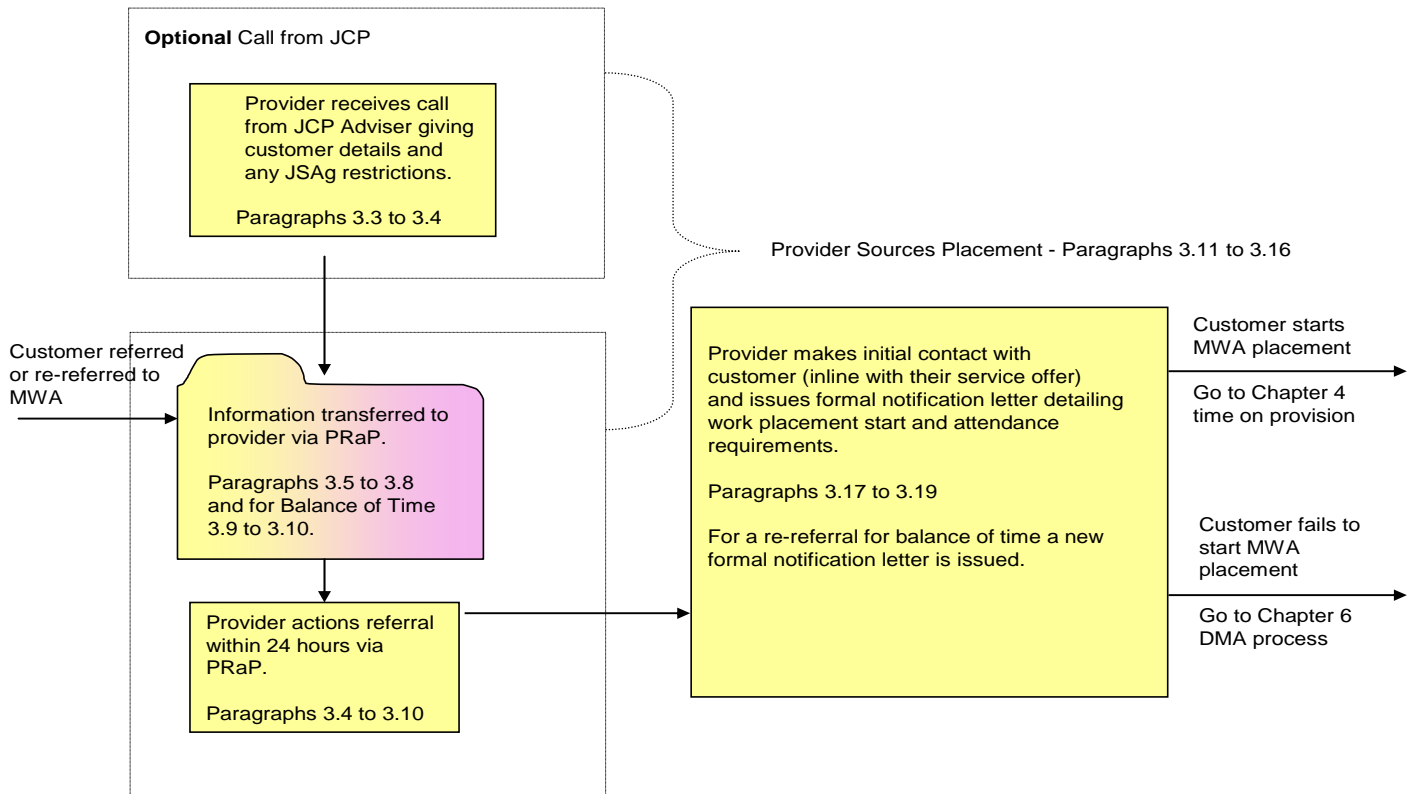 Optional Call from JCP
Provider receives call
from JCP Adviser giving
customer details and
any JSAg restrictions.
Paragraphs 3.3 to 3.4
Provider Sources Placement - Paragraphs 3.11 to 3.16
Customer referred
or re-referred to
MWA
Information transferred to
provider via PRaP.
Paragraphs 3.5 to 3.8
and for Balance of Time
3.9 to 3.10.
Provider actions referral
within 24 hours via
PRaP.
Paragraphs 3.4 to 3.10
Provider makes initial contact with
customer (inline with their service offer)
and issues formal notification letter detailing
work placement start and attendance
requirements.
Paragraphs 3.17 to 3.19
For a re-referral for balance of time a new
formal notification letter is issued.
Customer starts
MWA placement
Go to Chapter 4
time on provision
Customer fails to
start MWA
placement
Go to Chapter 6
DMA process